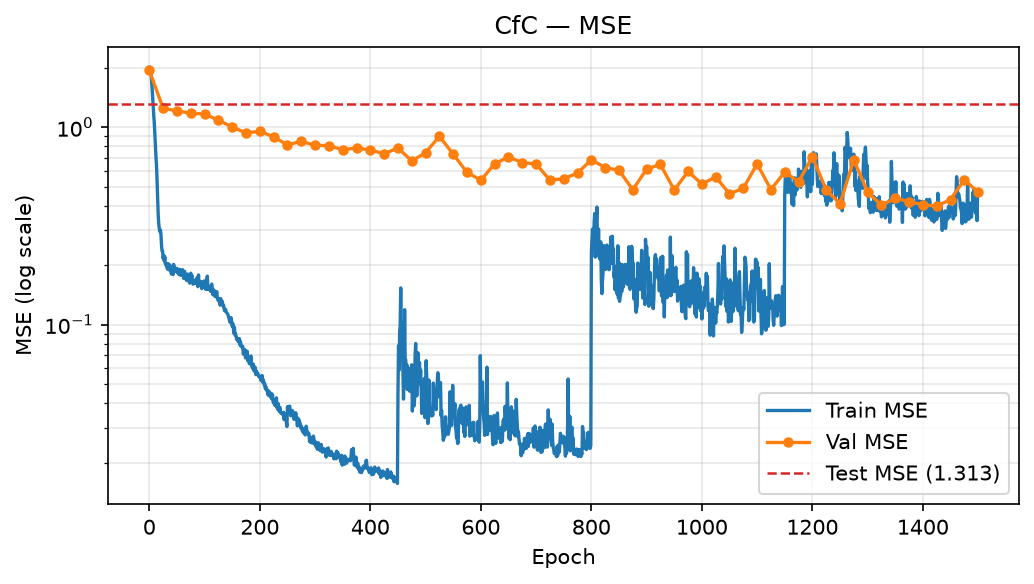 CfC — MSE
MSE (log scale)
10⁰
10⁻¹
0 200 400 600 800 1000 1200 1400
Epoch
Train MSE
Val MSE
Test MSE (1.313)